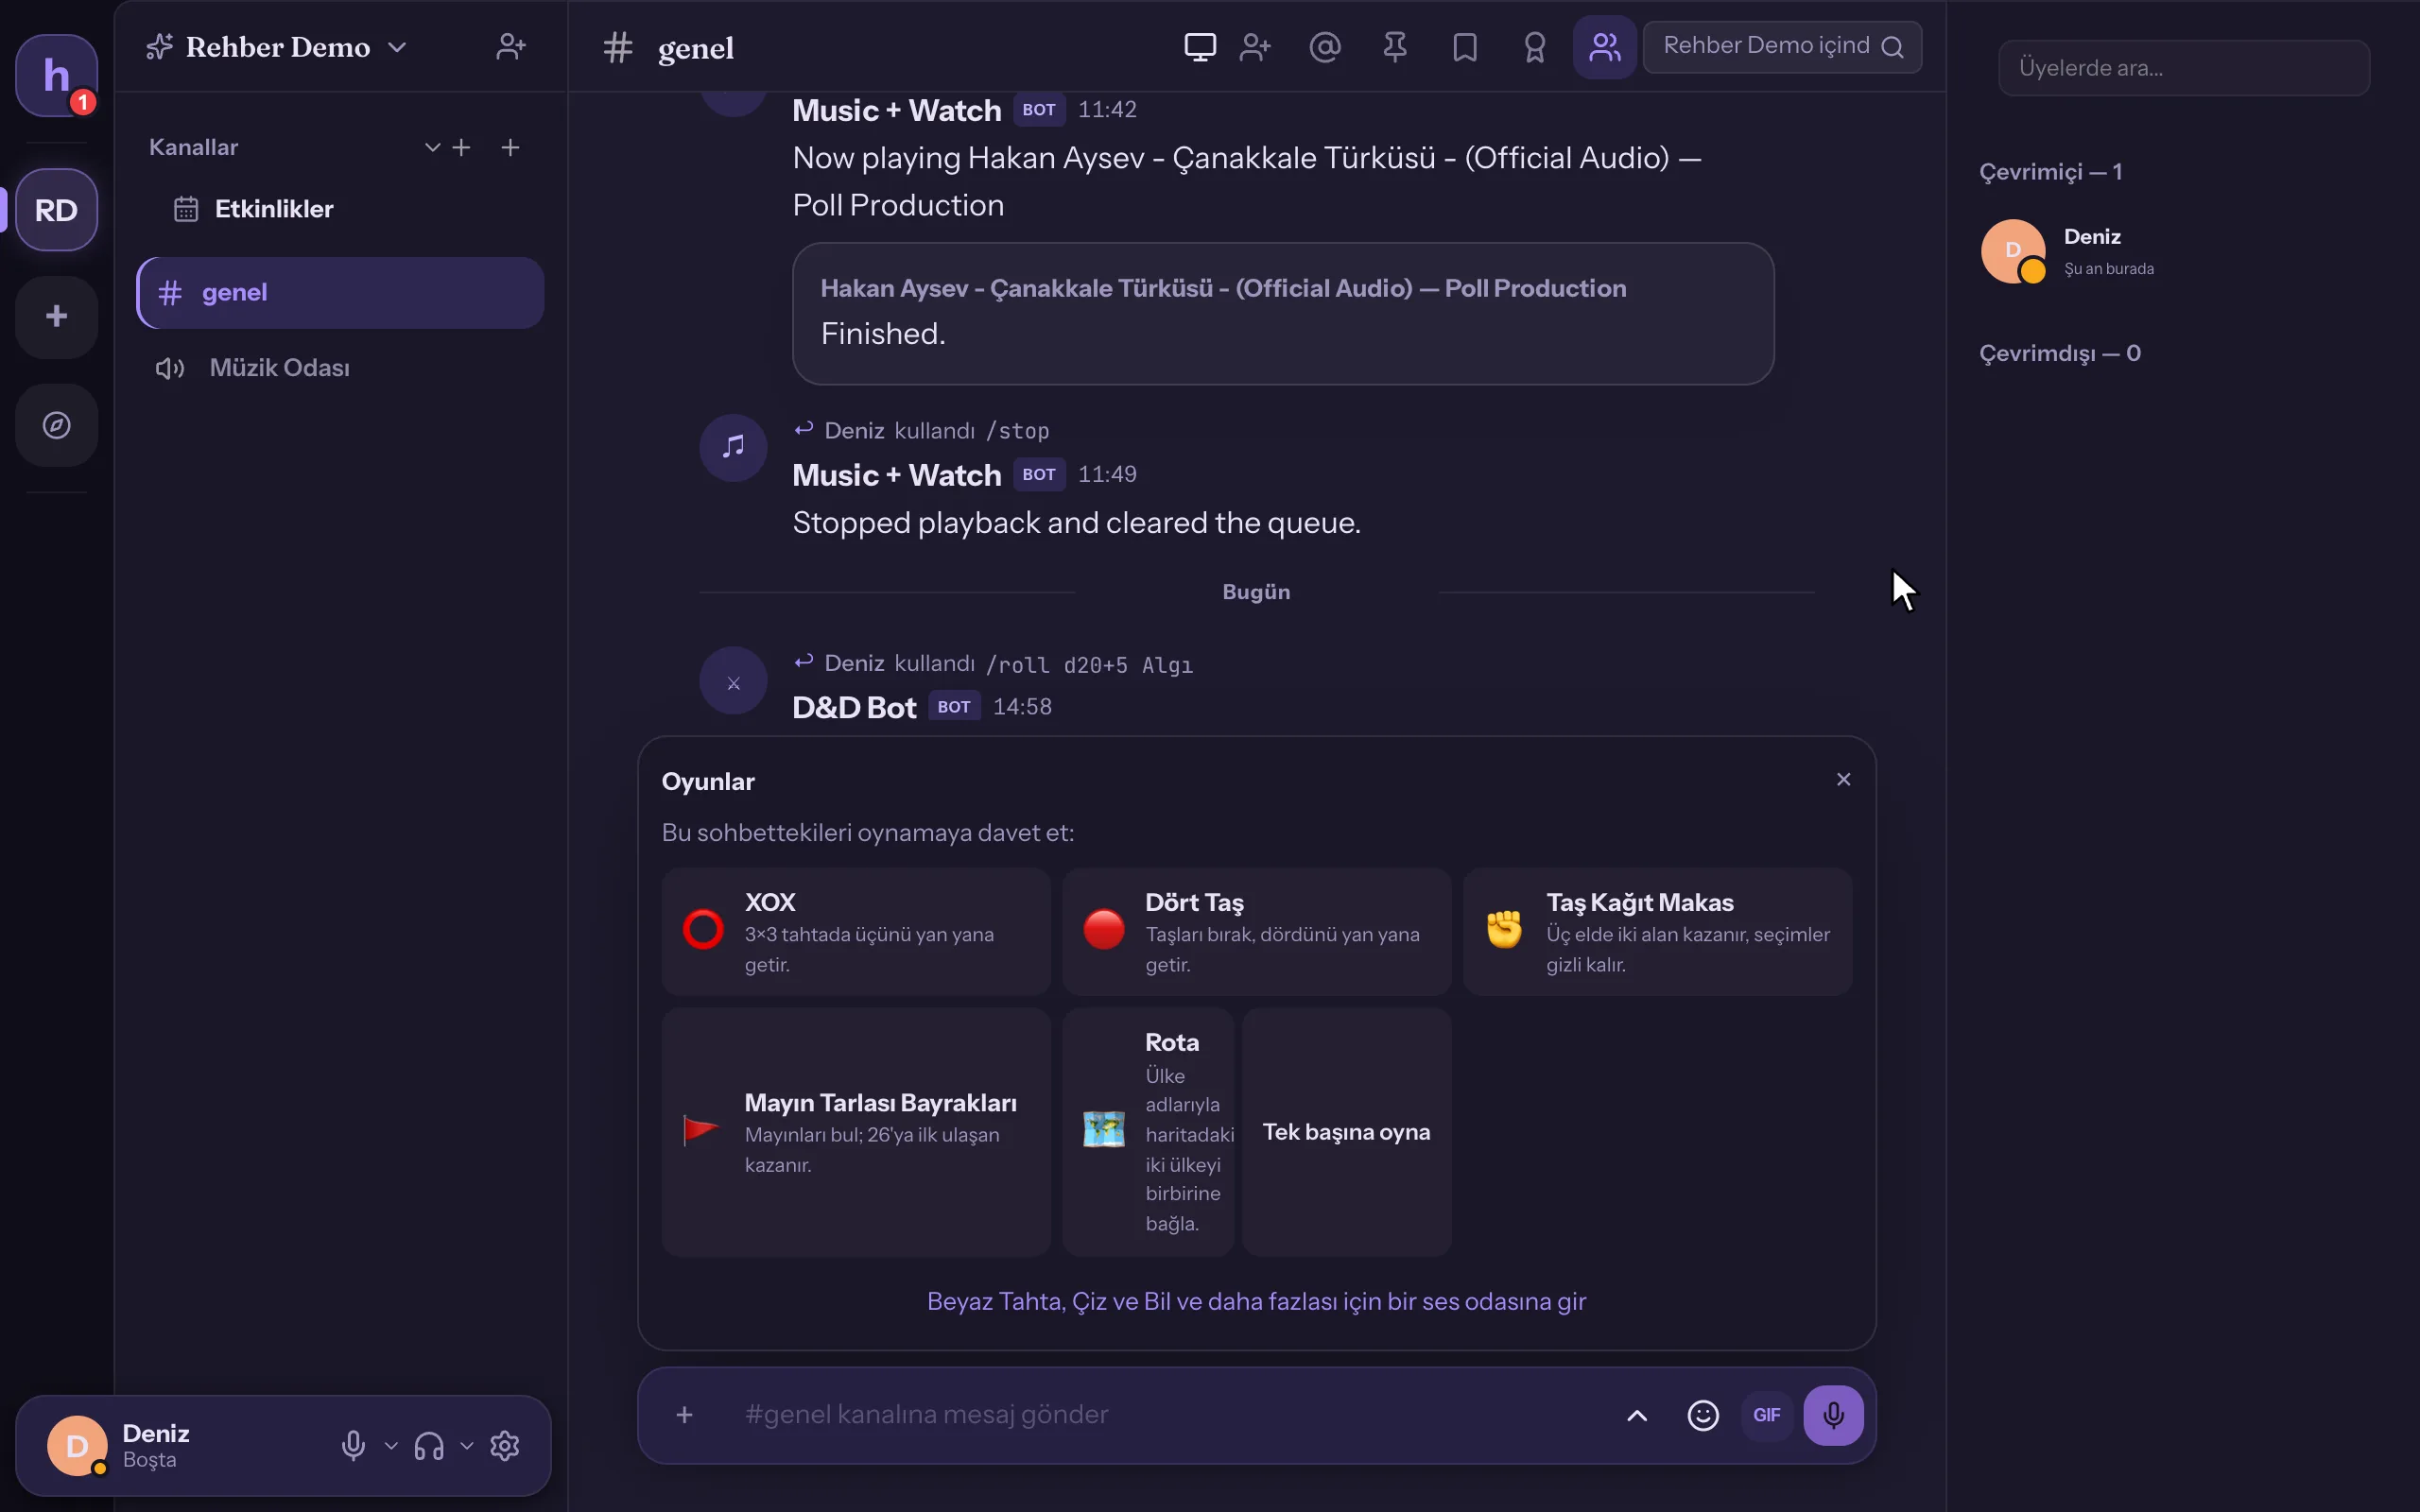 h
1
RD
Rehber Demo
Kanallar
Etkinlikler
genel
Müzik Odası
Deniz
Boşta
D
genel
Rehber Demo içind
Music + Watch BOT 11:42
Now playing Hakan Aysev - Çanakkale Türküsü - (Official Audio) —
Poll Production
Hakan Aysev - Çanakkale Türküsü - (Official Audio) — Poll Production
Finished.
Deniz kullandı /stop
Music + Watch BOT 11:49
Stopped playback and cleared the queue.
Bugün
Deniz kullandı /roll d20+5 Algı
D&D Bot BOT 14:58
Oyunlar
Bu sohbettekileri oynamaya davet et:
XOX
3×3 tahtada üçünü yan yana
getir.
Dört Taş
Taşları bırak, dördünü yan yana
getir.
Taş Kağıt Makas
Üç elde iki alan kazanır, seçimler
gizli kalır.
Mayın Tarlası Bayrakları
Mayınları bul; 26'ya ilk ulaşan
kazanır.
Rota
Ülke
adlarıyla
haritadaki
iki ülkeyi
birbirine
bağla.
Tek başına oyna
Beyaz Tahta, Çiz ve Bil ve daha fazlası için bir ses odasına gir
#genel kanalına mesaj gönder
GIF
Üyelerde ara...
Çevrimiçi — 1
D
Deniz
Şu an burada
Çevrimdışı — 0